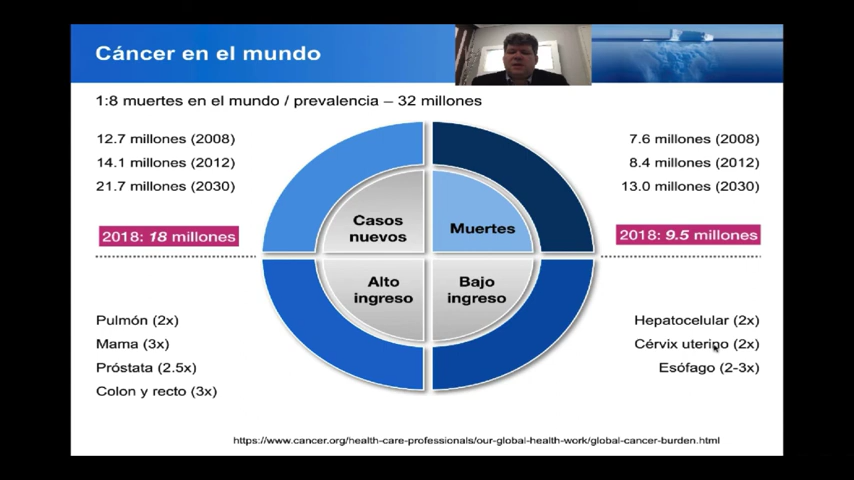 Cáncer en el mundo
1:8 muertes en el mundo / prevalencia – 32 millones
12.7 millones (2008)
14.1 millones (2012)
21.7 millones (2030)
2018: 18 millones
7.6 millones (2008)
8.4 millones (2012)
13.0 millones (2030)
2018: 9.5 millones
Casos
nuevos
Muertes
Alto
ingreso
Bajo
ingreso
Pulmón (2x)
Mama (3x)
Próstata (2.5x)
Colon y recto (3x)
Hepatocelular (2x)
Cérvix uterino (2x)
Esófago (2-3x)
https://www.cancer.org/health-care-professionals/our-global-health-work/global-cancer-burden.html